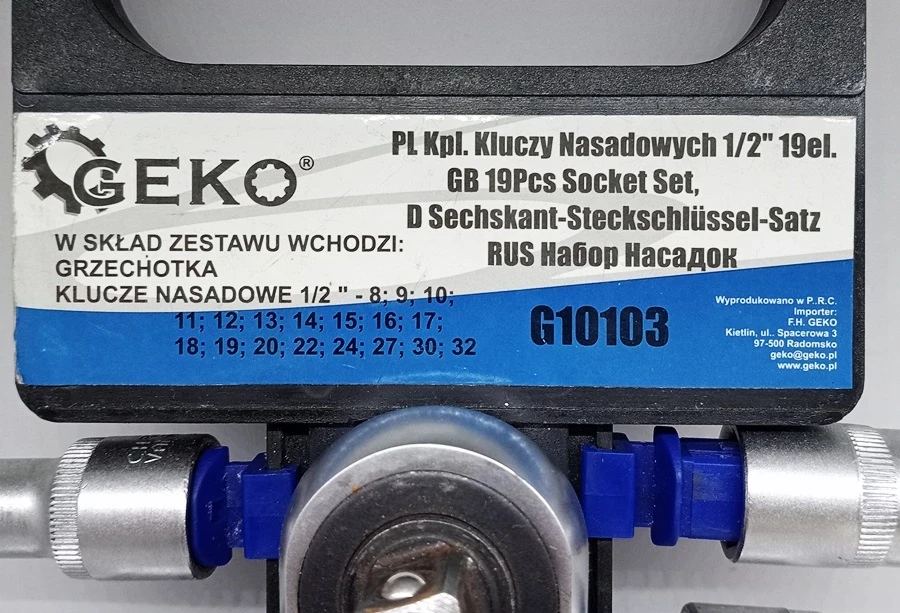 GEKO®
PL Kpl. Kluczy Nasadowych 1/2" 19el.
GB 19Pcs Socket Set,
D Sechskant-Steckschlüssel-Satz
RUS Набор Насадок
W SKŁAD ZESTAWU WCHODZI:
GRZECHOTKA
KLUCZE NASADOWE 1/2 " - 8; 9; 10;
11; 12; 13; 14; 15; 16; 17;
18; 19; 20; 22; 24; 27; 30; 32
G10103
Wyprodukowano w P..R.C.
Importer:
F.H. GEKO
Kietlin, ul.. Spacerowa 3
97-500 Radomsko
geko@geko.pl
www.geko.pl